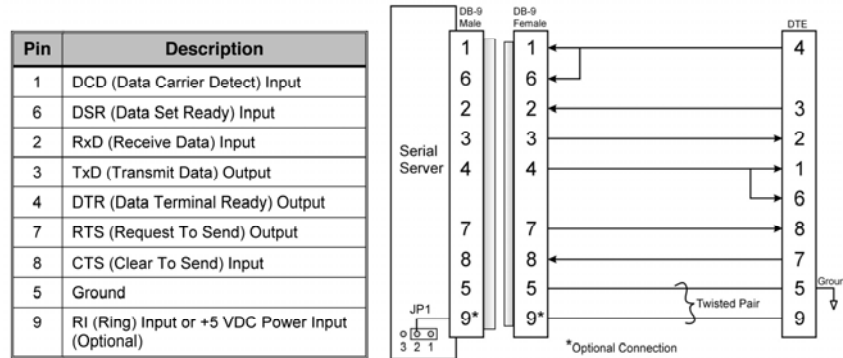 Pin Description
1 DCD (Data Carrier Detect) Input
6 DSR (Data Set Ready) Input
2 RxD (Receive Data) Input
3 TxD (Transmit Data) Output
4 DTR (Data Terminal Ready) Output
7 RTS (Request To Send) Output
8 CTS (Clear To Send) Input
5 Ground
9 RI (Ring) Input or +5 VDC Power Input
(Optional)
DB-9
Male
DB-9
Female
DTE
1 1 4
6 6
2 2 3
3 3 2
Serial
Server
4 4 1
6
7 7 8
8 8 7
5 5 5
Groun
Twisted Pair
JP1
9* 9* 9
3 2 1
*Optional Connection